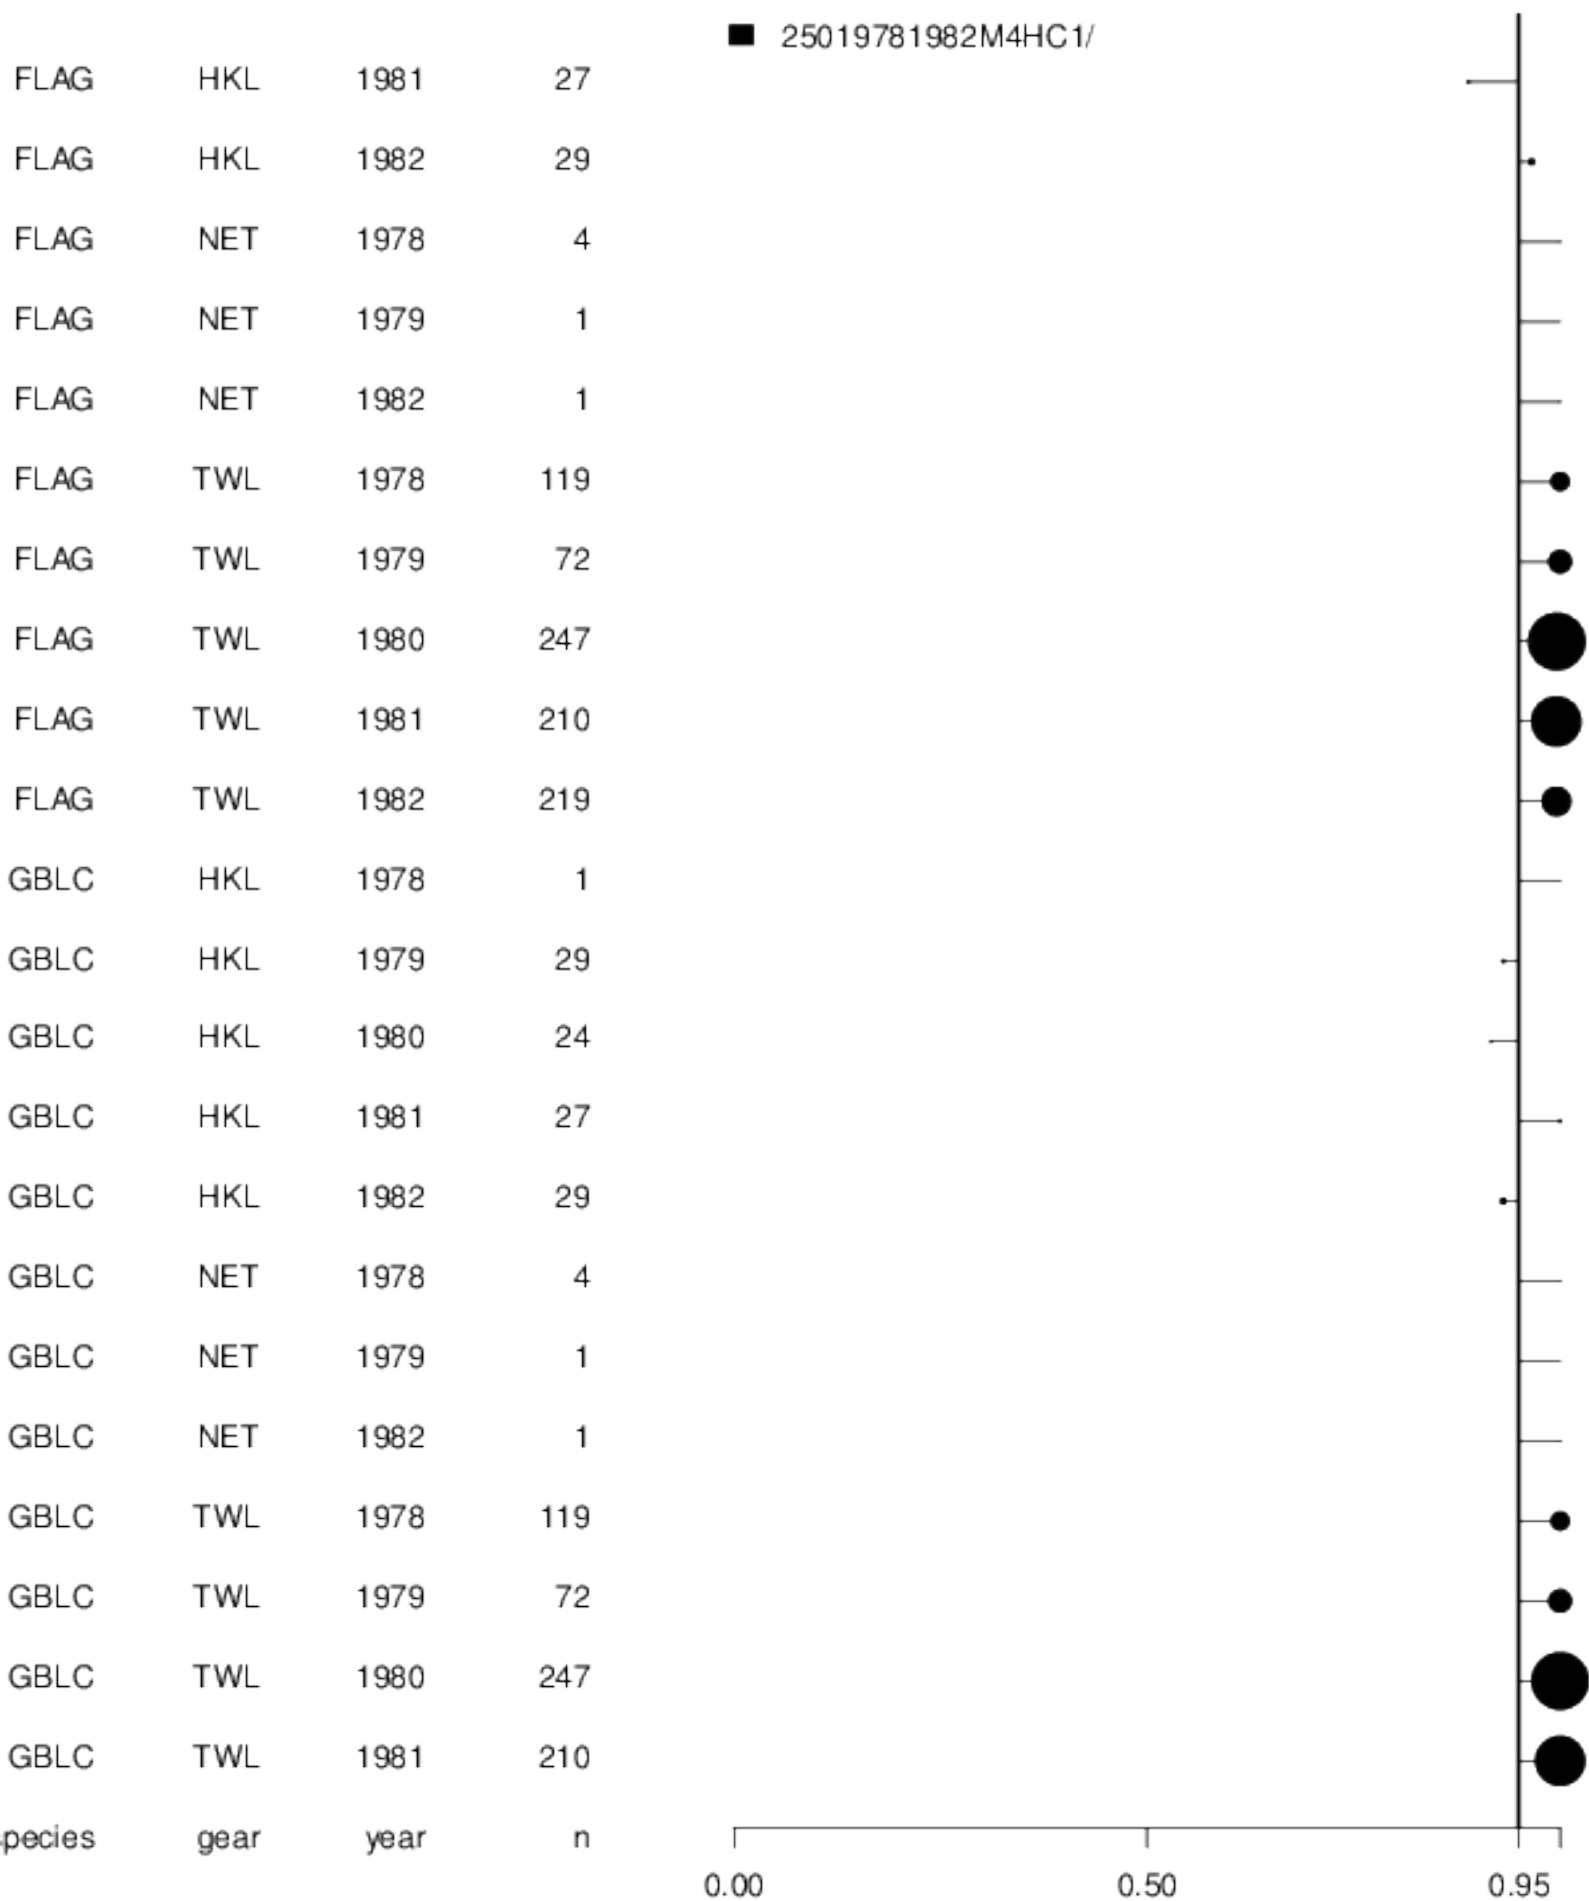 25019781982M4HC1/
FLAG HKL 1981 27
FLAG HKL 1982 29
FLAG NET 1978 4
FLAG NET 1979 1
FLAG NET 1982 1
FLAG TWL 1978 119
FLAG TWL 1979 72
FLAG TWL 1980 247
FLAG TWL 1981 210
FLAG TWL 1982 219
GBLC HKL 1978 1
GBLC HKL 1979 29
GBLC HKL 1980 24
GBLC HKL 1981 27
GBLC HKL 1982 29
GBLC NET 1978 4
GBLC NET 1979 1
GBLC NET 1982 1
GBLC TWL 1978 119
GBLC TWL 1979 72
GBLC TWL 1980 247
GBLC TWL 1981 210
pecies gear year n
0.00 0.50 0.95